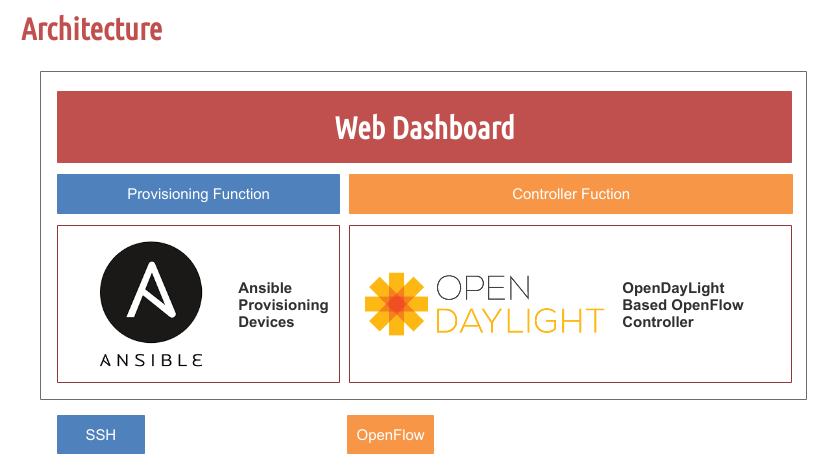 Architecture
Web Dashboard
Provisioning Function
Controller Fuction
Ansible
Provisioning
Devices
ANSIBLE
OPEN
DAYLIGHT
OpenDayLight
Based OpenFlow
Controller
SSH
OpenFlow